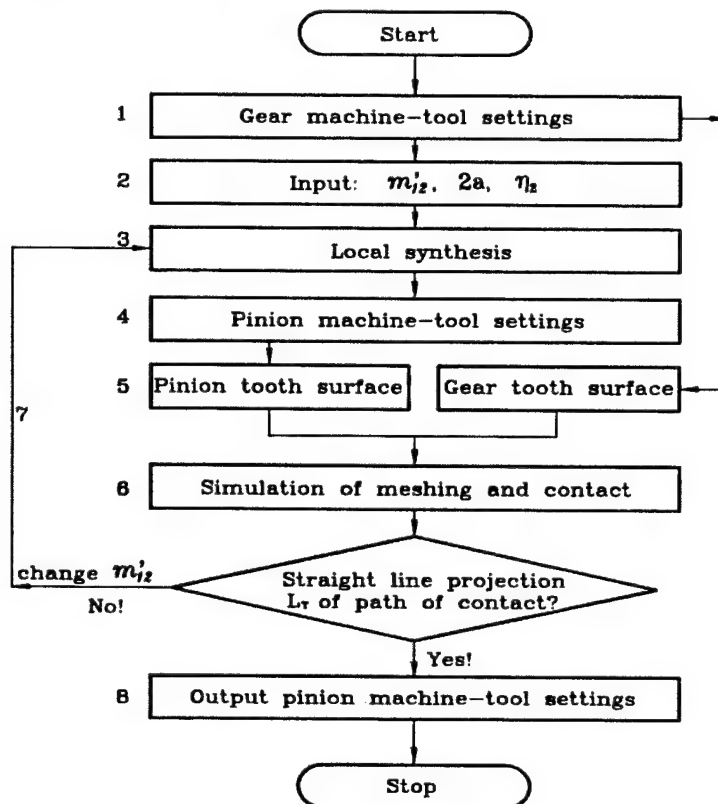 Start
1 Gear machine-tool settings
2 Input: m'₁₂, 2a, η₂
3 Local synthesis
4 Pinion machine-tool settings
5 Pinion tooth surface Gear tooth surface
7
6 Simulation of meshing and contact
change m'₁₂
No!
Straight line projection
L_T of path of contact?
Yes!
8 Output pinion machine-tool settings
Stop